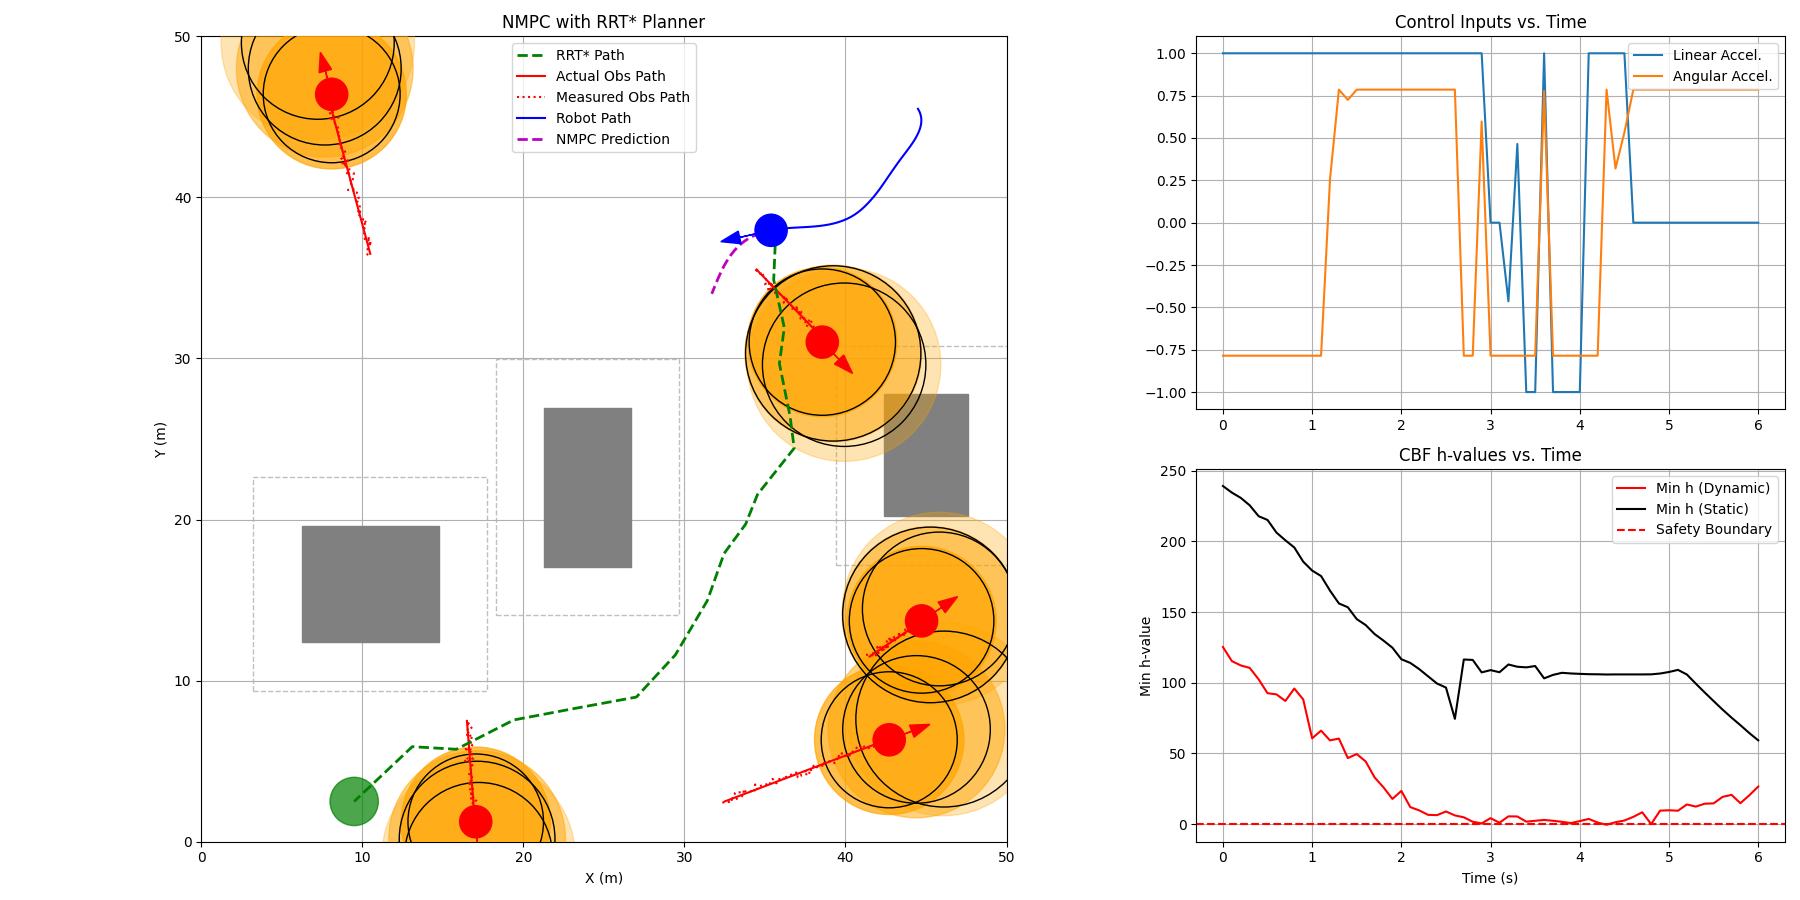 NMPC with RRT* Planner
50
40
30
20
10
0
Y (m)
RRT* Path
Actual Obs Path
Measured Obs Path
Robot Path
NMPC Prediction
0 10 20 30 40 50
X (m)
Control Inputs vs. Time
1.00
0.75
0.50
0.25
0.00
−0.25
−0.50
−0.75
−1.00
Linear Accel.
Angular Accel.
0 1 2 3 4 5 6
CBF h-values vs. Time
250
200
150
100
50
0
Min h-value
Min h (Dynamic)
Min h (Static)
Safety Boundary
0 1 2 3 4 5 6
Time (s)